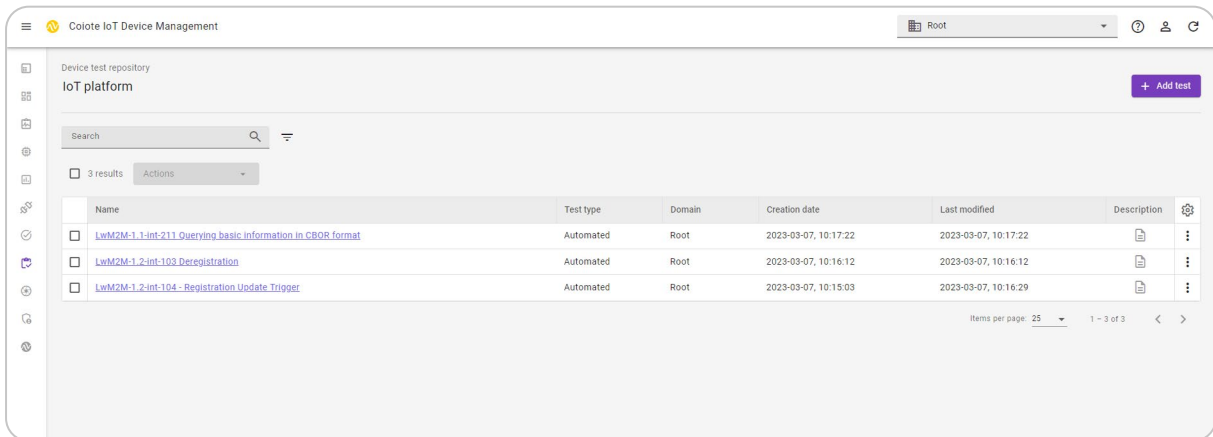 Coiote IoT Device Management
Root
Device test repository
IoT platform
+ Add test
Search
3 results
Actions
Name Test type Domain Creation date Last modified Description
LwM2M-1.1-int-211 Querying basic information in CBOR format Automated Root 2023-03-07, 10:17:22 2023-03-07, 10:17:22
LwM2M-1.2-int-103 Deregistration Automated Root 2023-03-07, 10:16:12 2023-03-07, 10:16:12
LwM2M-1.2-int-104 - Registration Update Trigger Automated Root 2023-03-07, 10:15:03 2023-03-07, 10:16:29
Items per page: 25 1 – 3 of 3